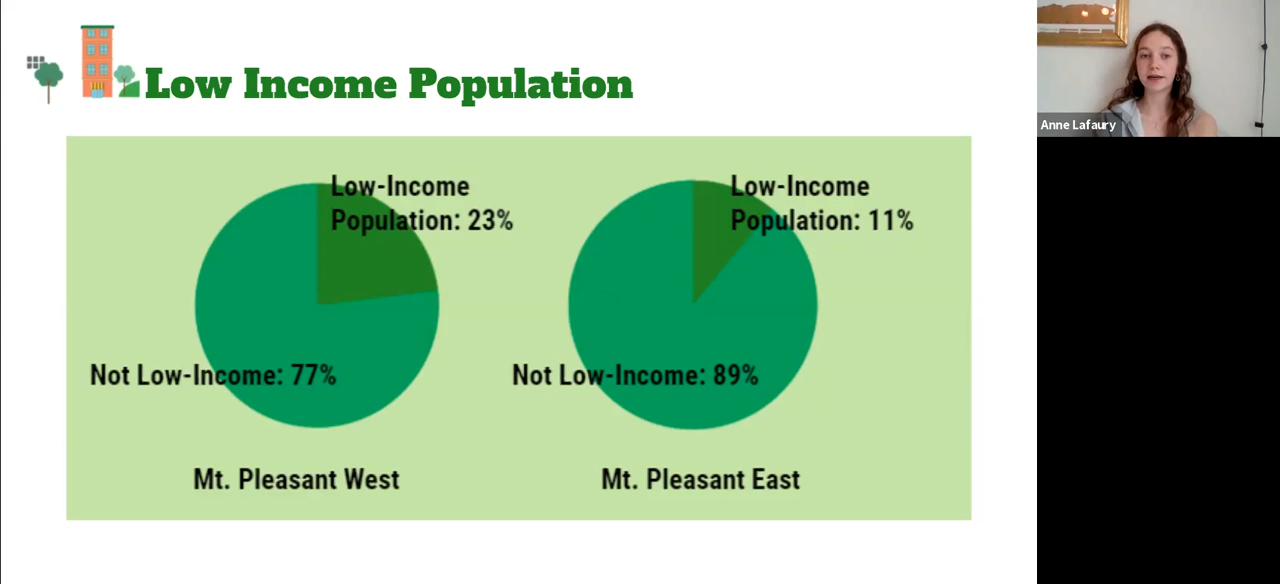 Low Income Population
Low-Income
Population: 23%
Low-Income
Population: 11%
Not Low-Income: 77%
Not Low-Income: 89%
Mt. Pleasant West
Mt. Pleasant East
Anne Lafaury